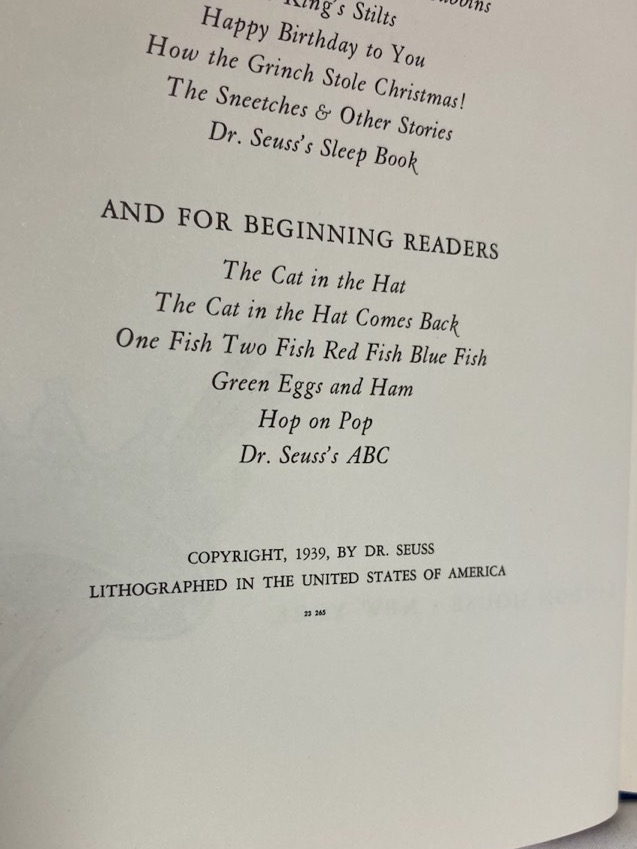 King's Stilts
Happy Birthday to You
How the Grinch Stole Christmas!
The Sneetches & Other Stories
Dr. Seuss's Sleep Book
AND FOR BEGINNING READERS
The Cat in the Hat
The Cat in the Hat Comes Back
One Fish Two Fish Red Fish Blue Fish
Green Eggs and Ham
Hop on Pop
Dr. Seuss's ABC
COPYRIGHT, 1939, BY DR. SEUSS
LITHOGRAPHED IN THE UNITED STATES OF AMERICA
23 265